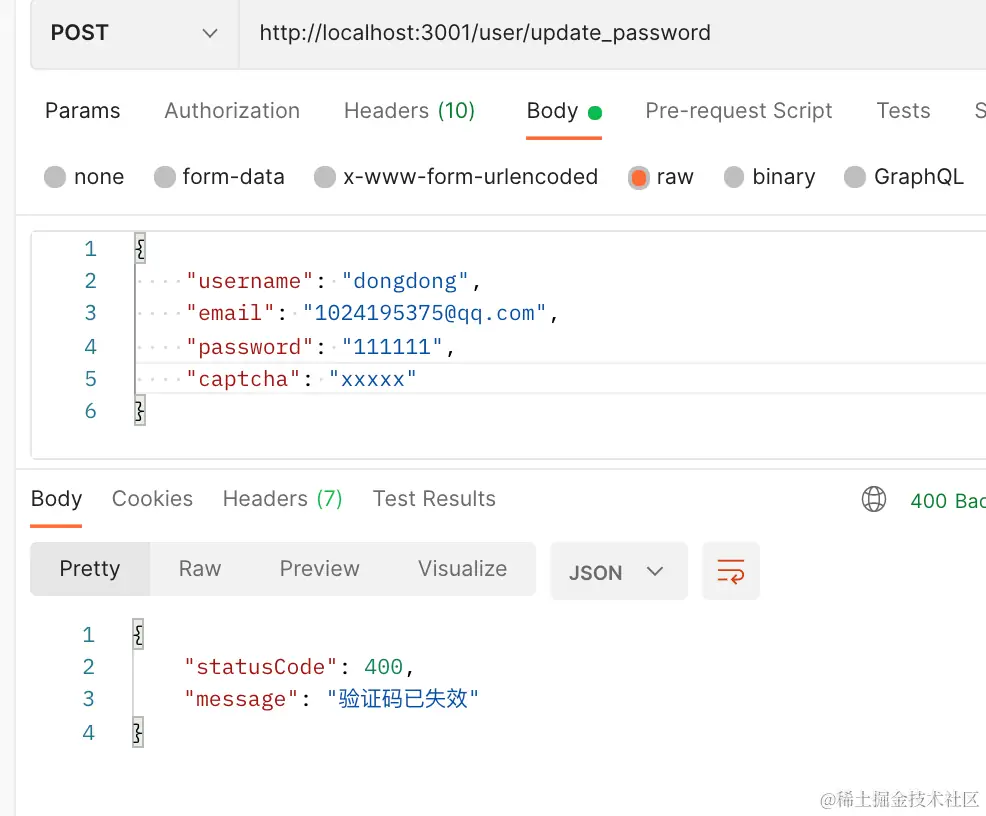 POST http://localhost:3001/user/update_password
Params Authorization Headers (10) Body Pre-request Script Tests S
none form-data x-www-form-urlencoded raw binary GraphQL
1 {
2 "username": "dongdong",
3 "email": "1024195375@qq.com",
4 "password": "111111",
5 "captcha": "xxxxx"
6 }
Body Cookies Headers (7) Test Results 400 Bad
Pretty Raw Preview Visualize JSON
1 {
2 "statusCode": 400,
3 "message": "验证码已失效"
4 }
@稀土掘金技术社区